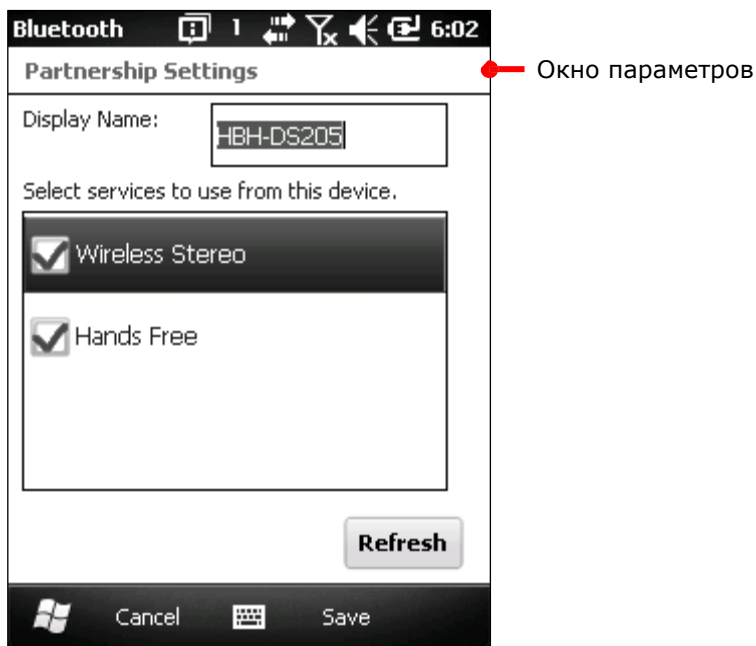 Bluetooth 1 6:02
Partnership Settings
Окно параметров
Display Name:
HBH-DS205
Select services to use from this device.
Wireless Stereo
Hands Free
Refresh
Cancel Save